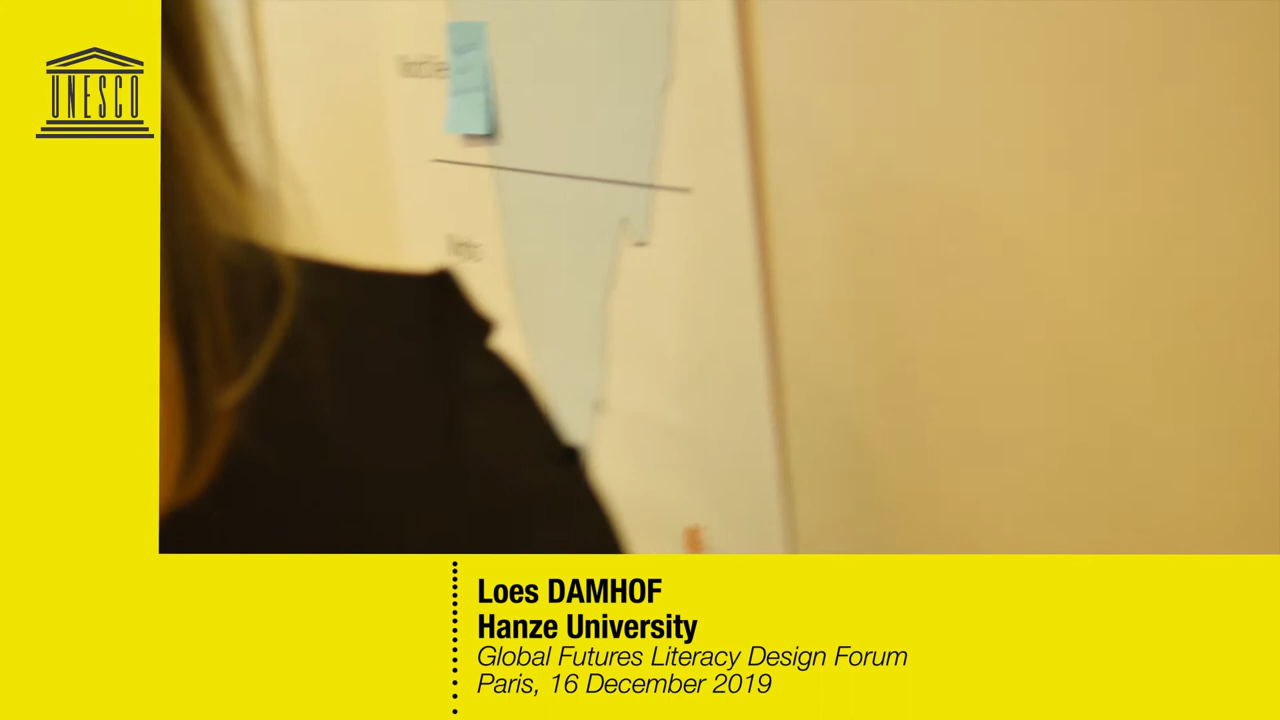 UNESCO
Loes DAMHOF
Hanze University
Global Futures Literacy Design Forum
Paris, 16 December 2019